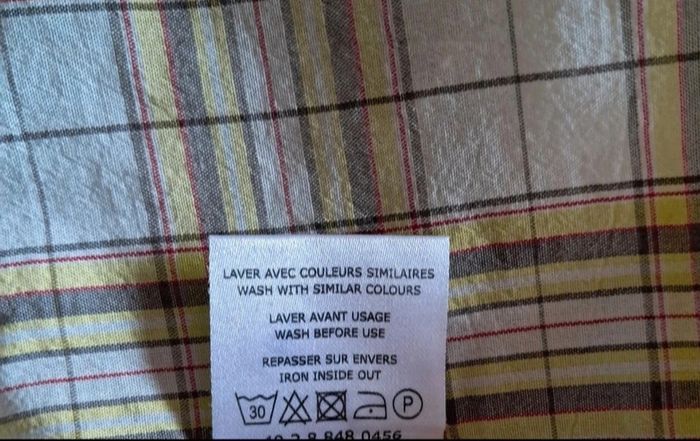 LAVER AVEC COULEURS SIMILAIRES
WASH WITH SIMILAR COLOURS
LAVER AVANT USAGE
WASH BEFORE USE
REPASSER SUR ENVERS
IRON INSIDE OUT
30 P